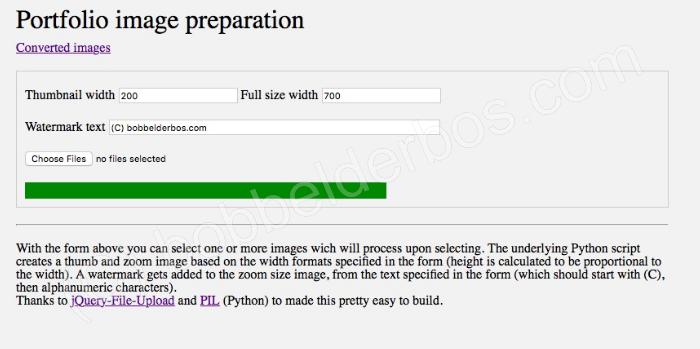 Portfolio image preparation
Converted images
Thumbnail width 200 Full size width 700
Watermark text (C) bobbelderbos.com
Choose Files no files selected
With the form above you can select one or more images wich will process upon selecting. The underlying Python script
creates a thumb and zoom image based on the width formats specified in the form (height is calculated to be proportional to
the width). A watermark gets added to the zoom size image, from the text specified in the form (which should start with (C),
then alphanumeric characters).
Thanks to jQuery-File-Upload and PIL (Python) to made this pretty easy to build.
bobbelderbos.com